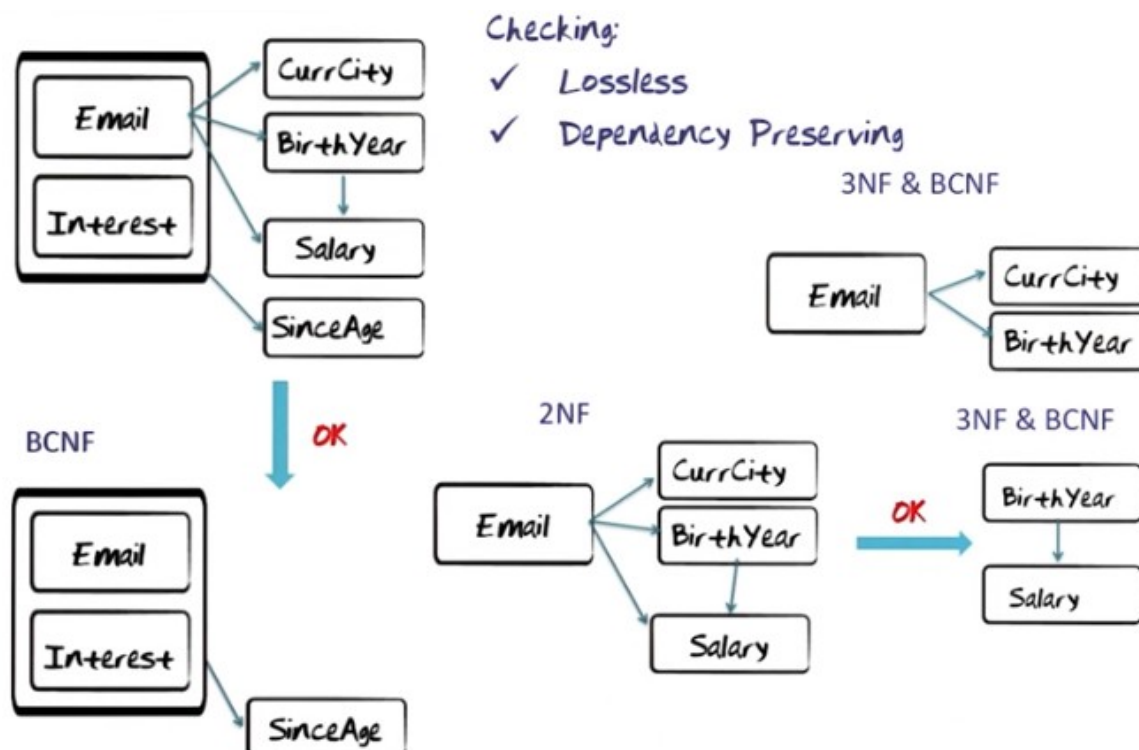 Checking:
✓ Lossless
✓ Dependency Preserving
Email
Interest
CurrCity
BirthYear
Salary
SinceAge
OK
BCNF
Email
Interest
SinceAge
2NF
Email
CurrCity
BirthYear
Salary
OK
3NF & BCNF
Email
CurrCity
BirthYear
3NF & BCNF
BirthYear
Salary